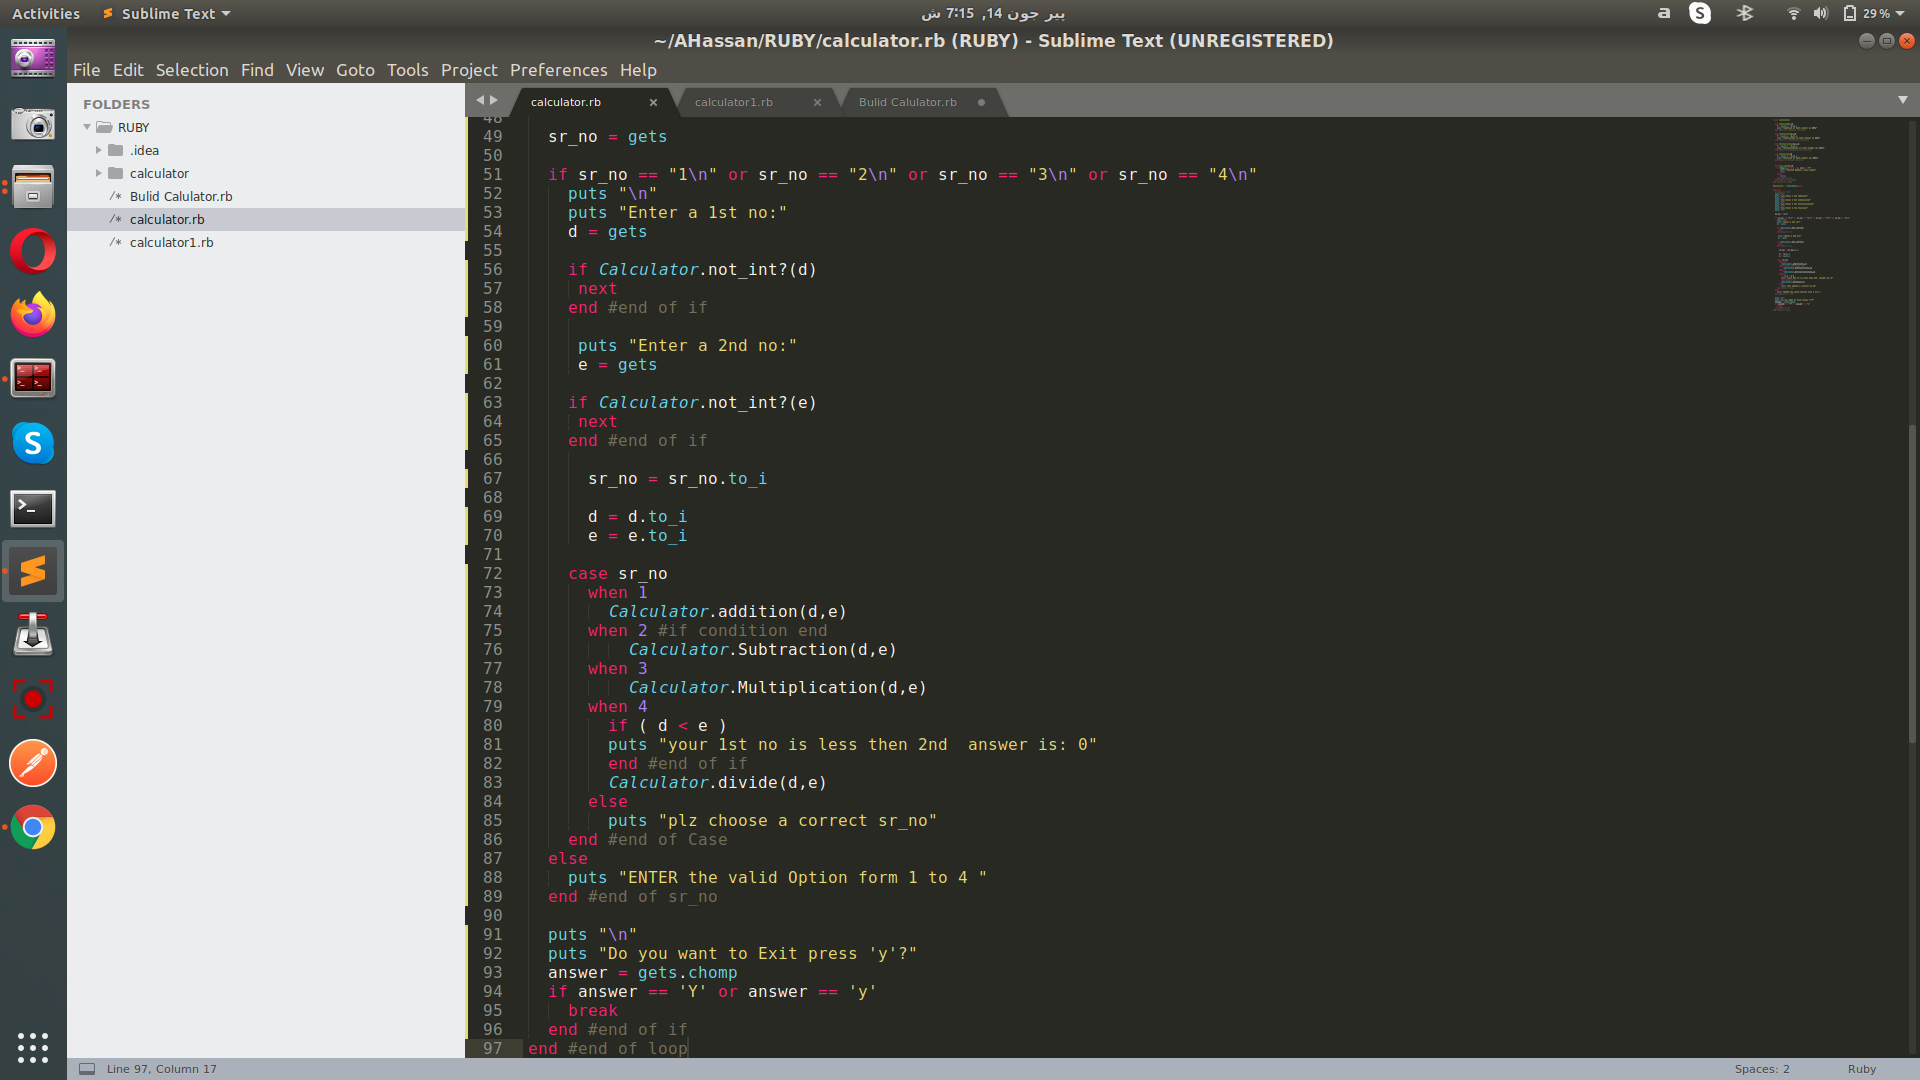 Activities
Sublime Text
پیر جون 14, 7:15 ش
a
S
29 %
~/AHassan/RUBY/calculator.rb (RUBY) - Sublime Text (UNREGISTERED)
File Edit Selection Find View Goto Tools Project Preferences Help
FOLDERS
RUBY
.idea
calculator
/* Bulid Calulator.rb
/* calculator.rb
/* calculator1.rb
calculator.rb
calculator1.rb
Bulid Calulator.rb
48
49 sr_no = gets
50
51 if sr_no == "1\n" or sr_no == "2\n" or sr_no == "3\n" or sr_no == "4\n"
52 puts "\n"
53 puts "Enter a 1st no:"
54 d = gets
55
56 if Calculator.not_int?(d)
57 next
58 end #end of if
59
60 puts "Enter a 2nd no:"
61 e = gets
62
63 if Calculator.not_int?(e)
64 next
65 end #end of if
66
67 sr_no = sr_no.to_i
68
69 d = d.to_i
70 e = e.to_i
71
72 case sr_no
73 when 1
74 Calculator.addition(d,e)
75 when 2 #if condition end
76 Calculator.Subtraction(d,e)
77 when 3
78 Calculator.Multiplication(d,e)
79 when 4
80 if ( d < e )
81 puts "your 1st no is less then 2nd  answer is: 0"
82 end #end of if
83 Calculator.divide(d,e)
84 else
85 puts "plz choose a correct sr_no"
86 end #end of Case
87 else
88 puts "ENTER the valid Option form 1 to 4 "
89 end #end of sr_no
90
91 puts "\n"
92 puts "Do you want to Exit press 'y'?"
93 answer = gets.chomp
94 if answer == 'Y' or answer == 'y'
95 break
96 end #end of if
97 end #end of loop
Line 97, Column 17
Spaces: 2
Ruby